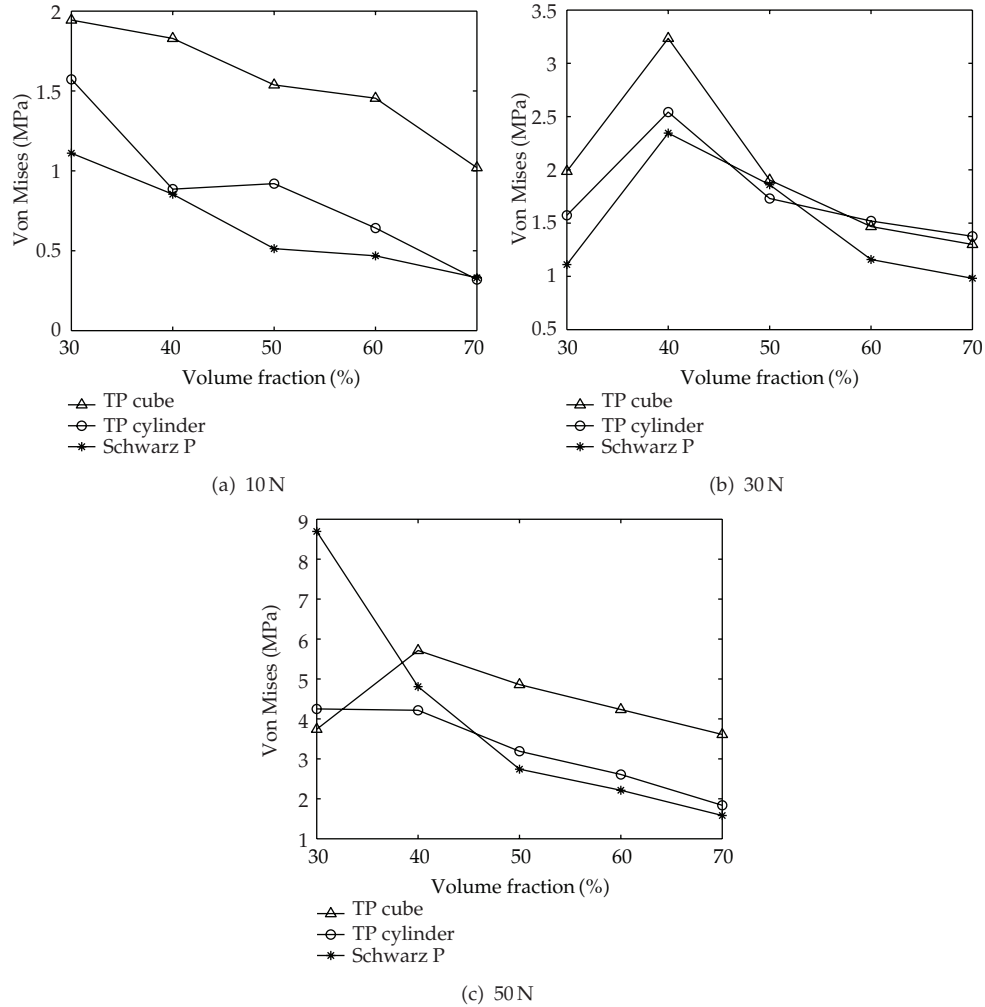 2
1.5
1
0.5
0
Von Mises (MPa)
30 40 50 60 70
Volume fraction (%)
TP cube
TP cylinder
Schwarz P
(a) 10 N
3.5
3
2.5
2
1.5
1
0.5
Von Mises (MPa)
30 40 50 60 70
Volume fraction (%)
TP cube
TP cylinder
Schwarz P
(b) 30 N
9
8
7
6
5
4
3
2
1
Von Mises (MPa)
30 40 50 60 70
Volume fraction (%)
TP cube
TP cylinder
Schwarz P
(c) 50 N